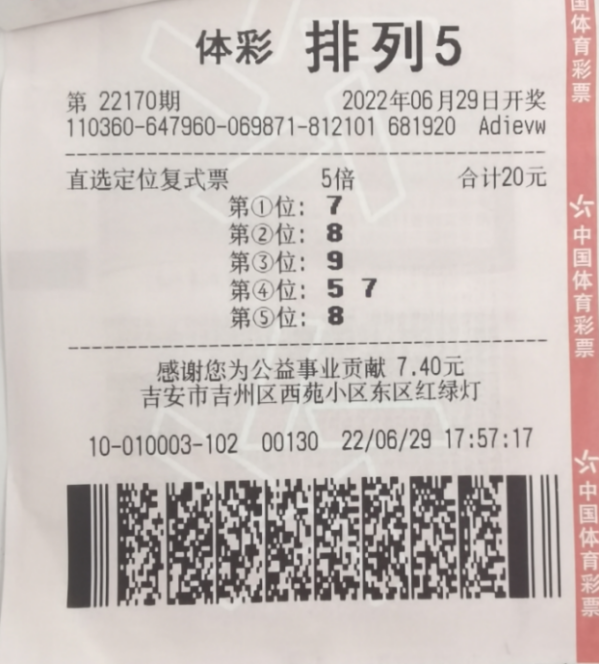 体彩 排列5
第 22170期 2022年06月29日开奖
110360-647960-069871-812101 681920 Adievw
直选定位复式票 5倍 合计20元
第①位: 7
第②位: 8
第③位: 9
第④位: 5 7
第⑤位: 8
感谢您为公益事业贡献 7.40元
吉安市吉州区西苑小区东区红绿灯
10-010003-102 00130 22/06/29 17:57:17
国体育彩票
中国体育彩票
中国体育彩票